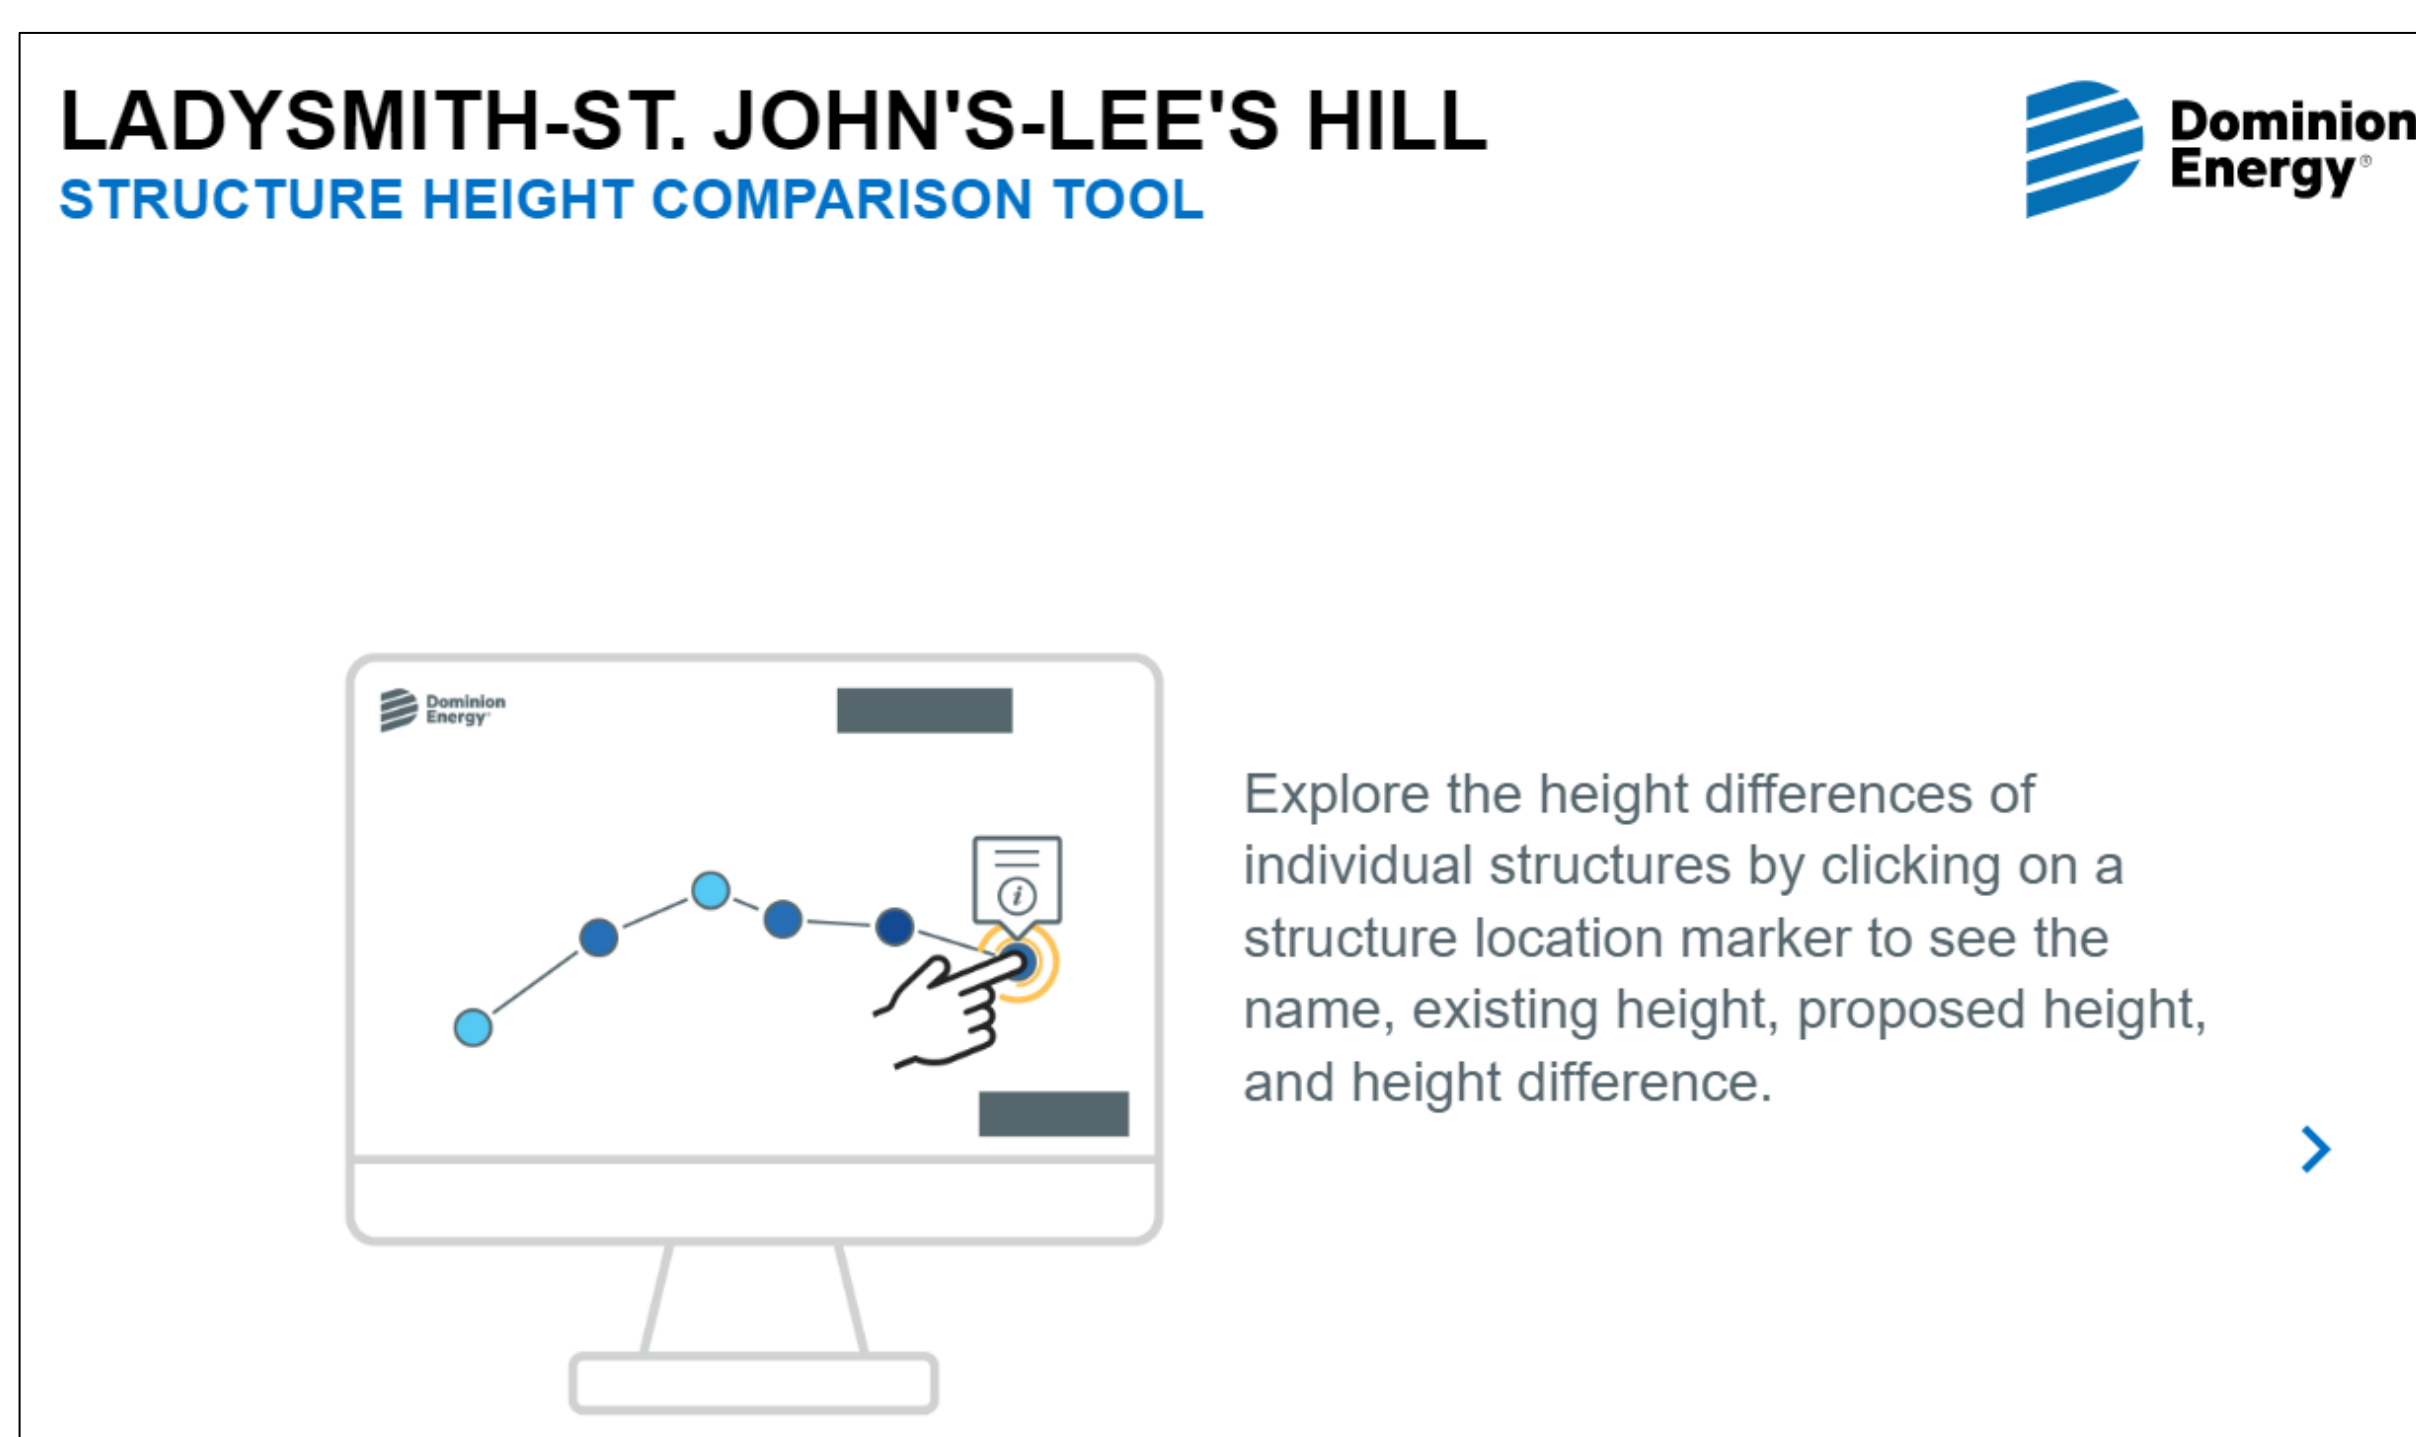 LADYSMITH-ST. JOHN'S-LEE'S HILL
STRUCTURE HEIGHT COMPARISON TOOL
Dominion
Energy®
Dominion
Energy
i
Explore the height differences of
individual structures by clicking on a
structure location marker to see the
name, existing height, proposed height,
and height difference.